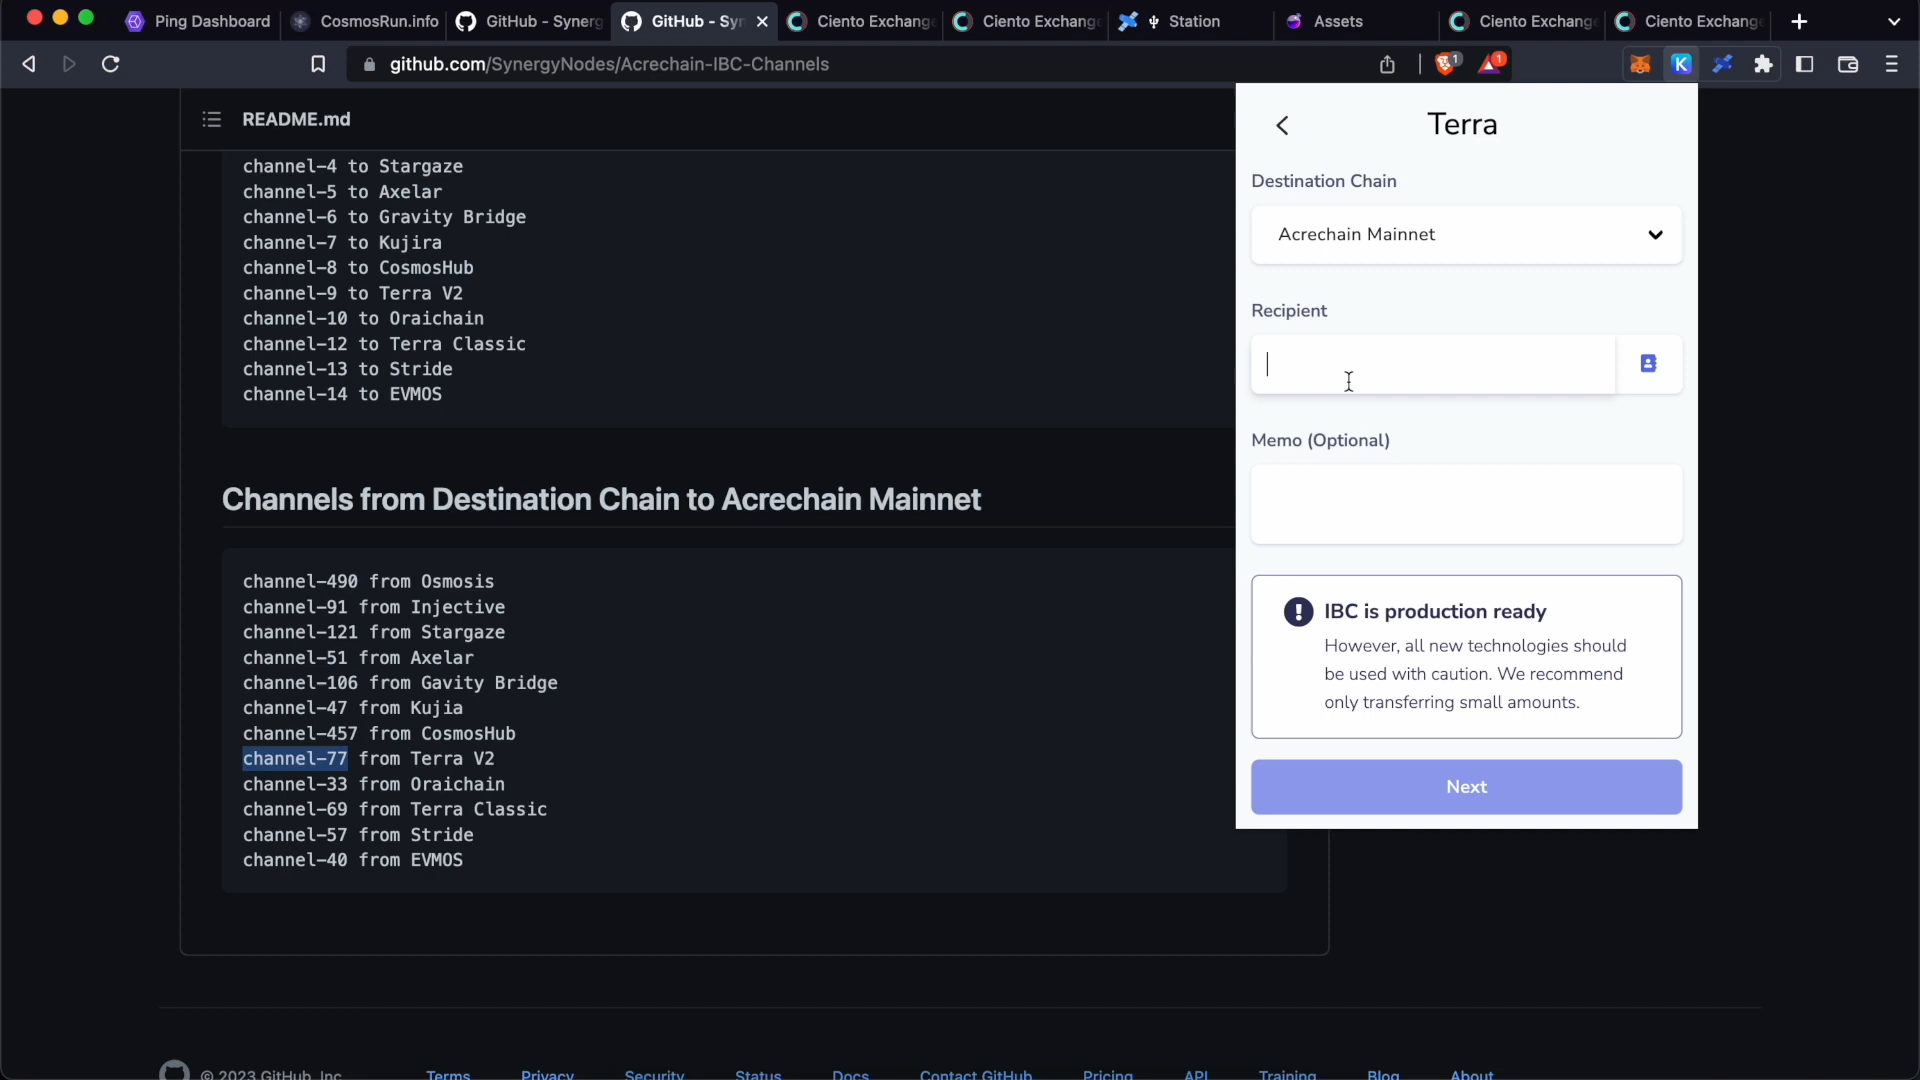 Ping Dashboard
CosmosRun.info
GitHub - Synerg
GitHub - Syn
Ciento Exchange
Ciento Exchange
Station
Assets
Ciento Exchange
Ciento Exchange
github.com/SynergyNodes/Acrechain-IBC-Channels
1
1
K
README.md
channel-4 to Stargaze
channel-5 to Axelar
channel-6 to Gravity Bridge
channel-7 to Kujira
channel-8 to CosmosHub
channel-9 to Terra V2
channel-10 to Oraichain
channel-12 to Terra Classic
channel-13 to Stride
channel-14 to EVMOS
Channels from Destination Chain to Acrechain Mainnet
channel-490 from Osmosis
channel-91 from Injective
channel-121 from Stargaze
channel-51 from Axelar
channel-106 from Gavity Bridge
channel-47 from Kujia
channel-457 from CosmosHub
channel-77 from Terra V2
channel-33 from Oraichain
channel-69 from Terra Classic
channel-57 from Stride
channel-40 from EVMOS
Terra
Destination Chain
Acrechain Mainnet
Recipient
Memo (Optional)
IBC is production ready
However, all new technologies should
be used with caution. We recommend
only transferring small amounts.
Next
© 2023 GitHub, Inc.
Terms
Privacy
Security
Status
Docs
Contact GitHub
Pricing
API
Training
Blog
About